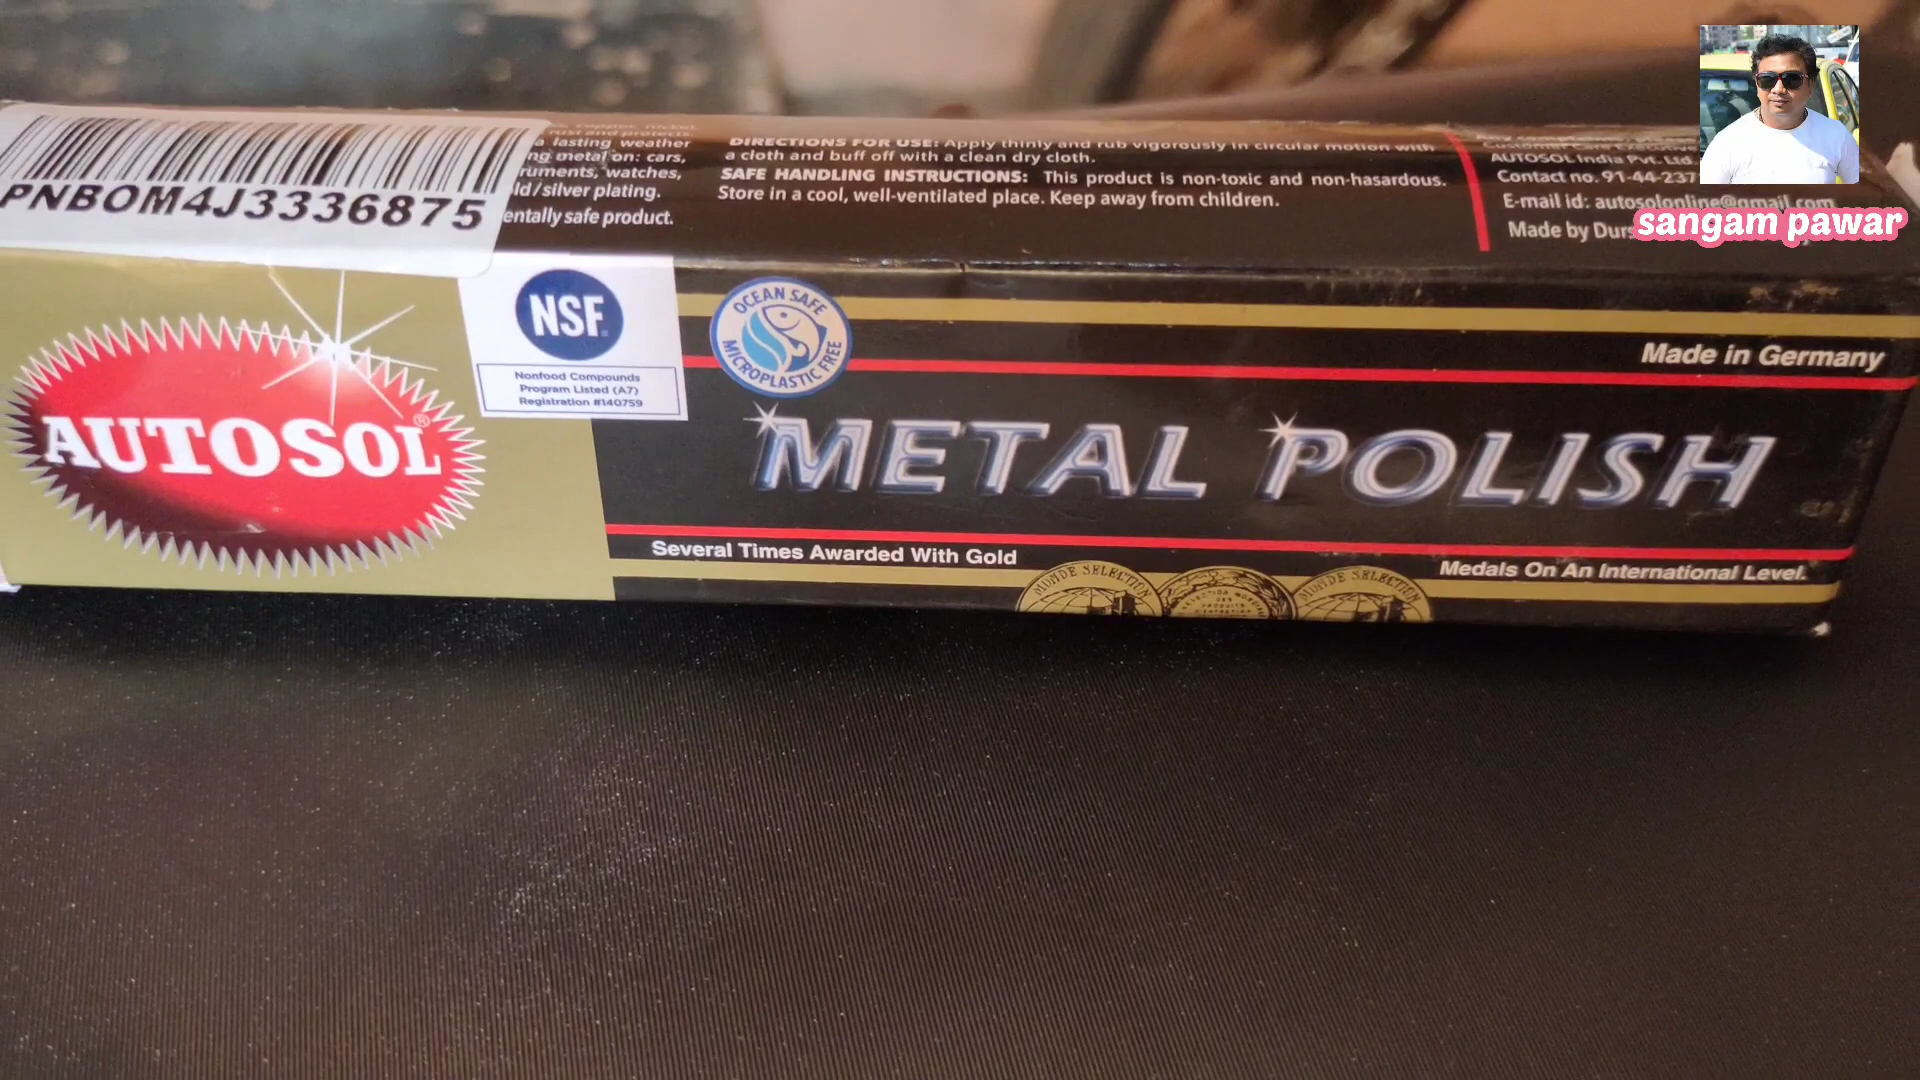 PNBOM4J3336875
rust and protects.
a lasting weather
ng metal on: cars,
ruments, watches,
ld/silver plating.
entally safe product.
DIRECTIONS FOR USE: Apply thinly and rub vigorously in circular motion with
a cloth and buff off with a clean dry cloth.
SAFE HANDLING INSTRUCTIONS: This product is non-toxic and non-hasardous.
Store in a cool, well-ventilated place. Keep away from children.
AUTOSOL India Pvt. Ltd
Contact no. 91-44-237
E-mail id: autosolonline@gmail.com
Made by Durs
sangam pawar
AUTOSOL®
NSF®
Nonfood Compounds
Program Listed (A7)
Registration #140759
OCEAN SAFE
MICROPLASTIC FREE
Made in Germany
METAL POLISH
Several Times Awarded With Gold
Medals On An International Level.
MONDE SELECTION
MONDE SELECTION